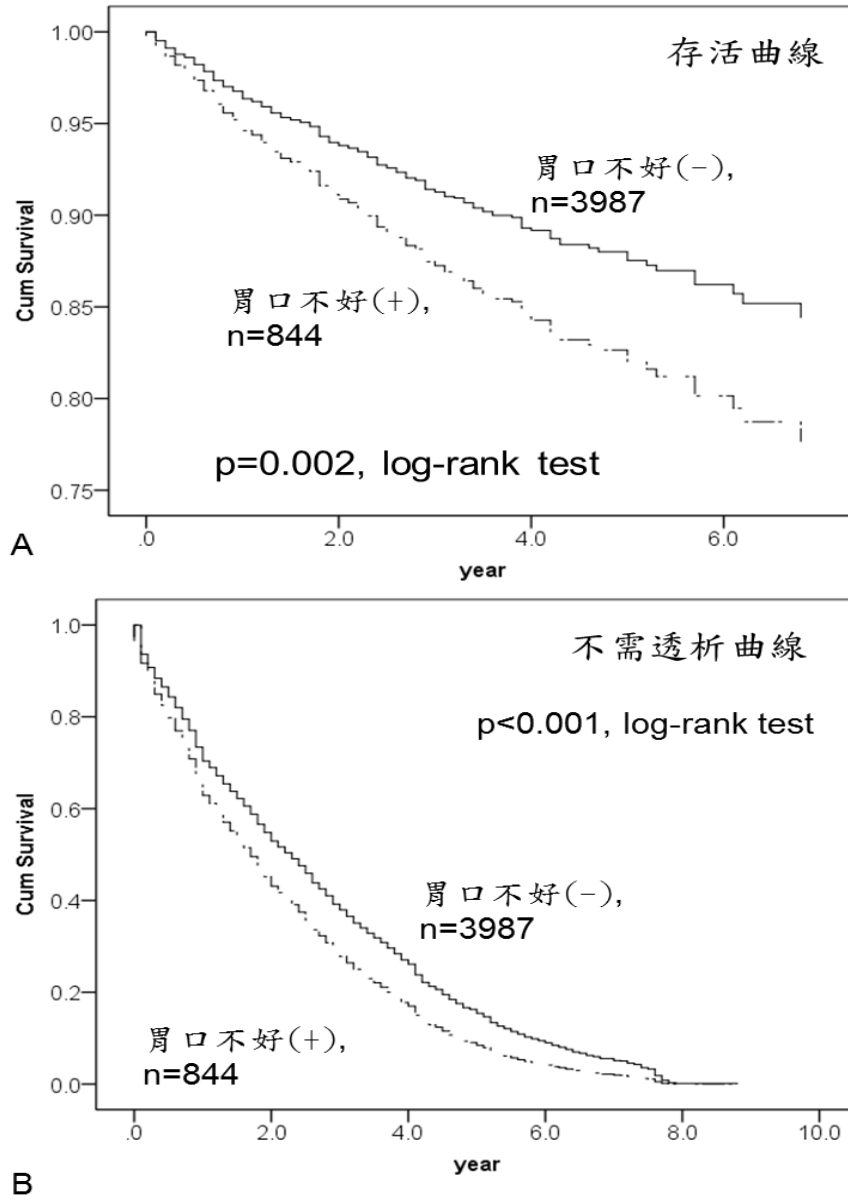 1.00
存活曲線
0.95
胃口不好(-),
n=3987
Cum Survival
0.90
胃口不好(+),
n=844
0.85
0.80
p=0.002, log-rank test
0.75
A
.0 2.0 4.0 6.0
year
1.0
不需透析曲線
0.8
p<0.001, log-rank test
0.6
Cum Survival
胃口不好(-),
n=3987
0.4
0.2
胃口不好(+),
n=844
0.0
.0 2.0 4.0 6.0 8.0 10.0
year
B